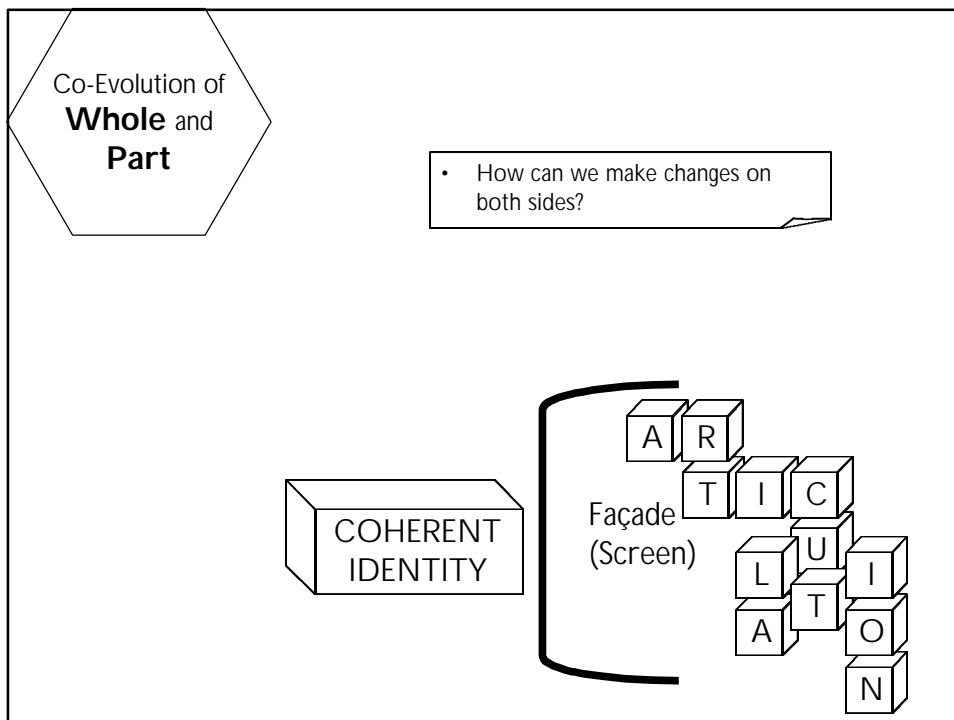 Co-Evolution of
Whole and
Part
• How can we make changes on
both sides?
COHERENT
IDENTITY
Façade
(Screen)
A R
T I C
U
L I
T
A O
N